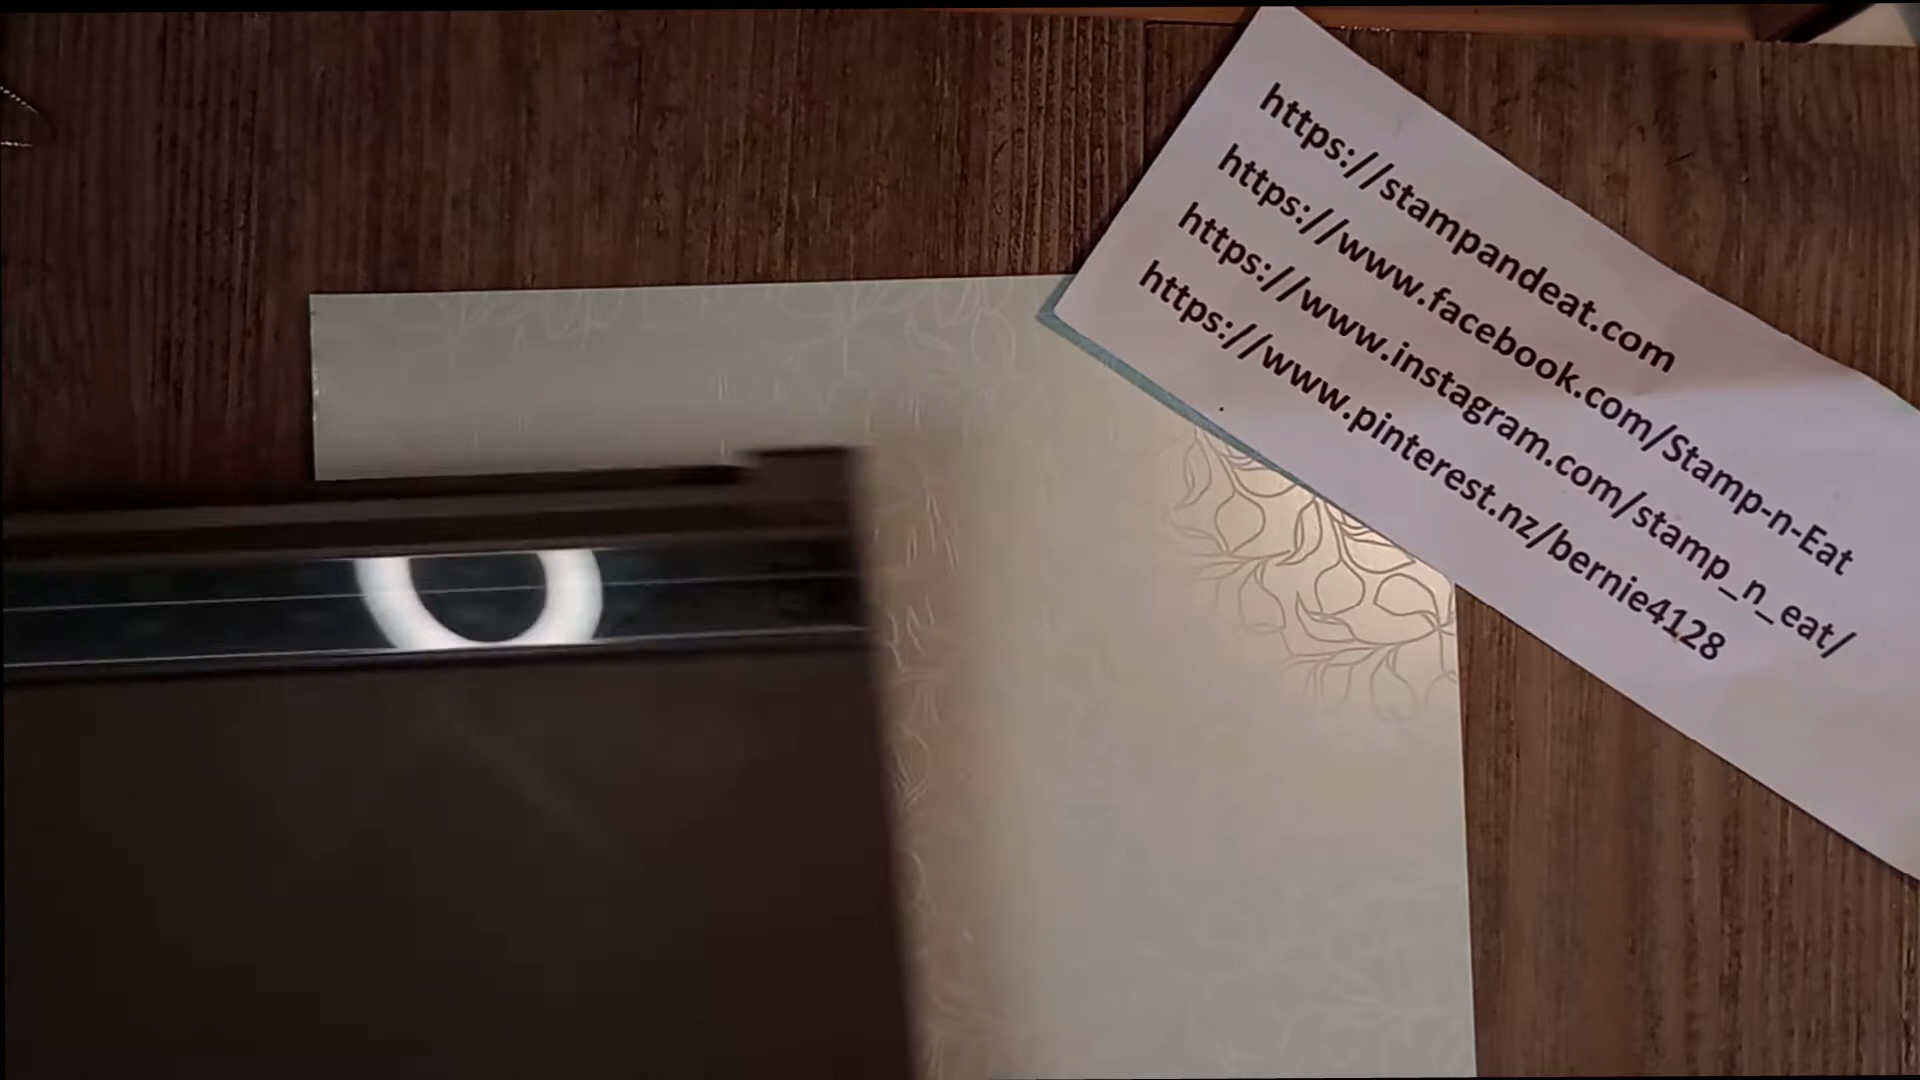 https://stampandeat.com
https://www.facebook.com/Stamp-n-Eat
https://www.instagram.com/stamp_n_eat/
https://www.pinterest.nz/bernie4128